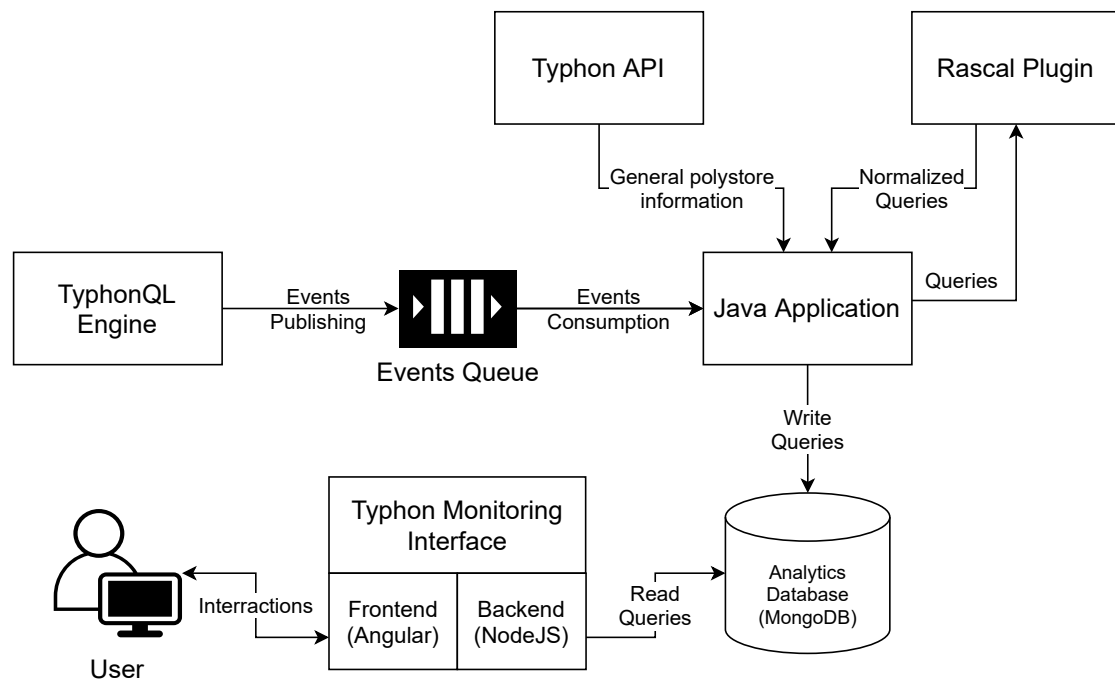 Typhon API
Rascal Plugin
General polystore
information
Normalized
Queries
TyphonQL
Engine
Events
Publishing
Events Queue
Events
Consumption
Java Application
Queries
Write
Queries
Typhon Monitoring
Interface
Frontend
(Angular)
Backend
(NodeJS)
Interractions
User
Read
Queries
Analytics
Database
(MongoDB)